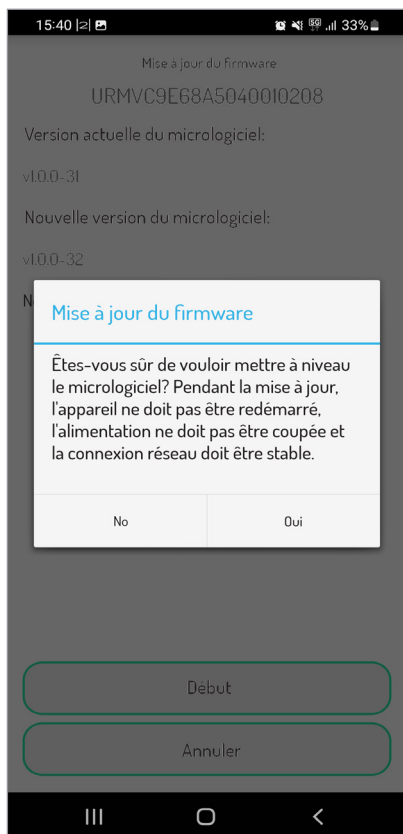 15:40 |2| 33%
Mise à jour du firmware
URMVC9E68A5040010208
Version actuelle du micrologiciel:
v1.0.0-31
Nouvelle version du micrologiciel:
v1.0.0-32
N
Mise à jour du firmware
Êtes-vous sûr de vouloir mettre à niveau
le micrologiciel? Pendant la mise à jour,
l'appareil ne doit pas être redémarré,
l'alimentation ne doit pas être coupée et
la connexion réseau doit être stable.
No
Oui
Début
Annuler